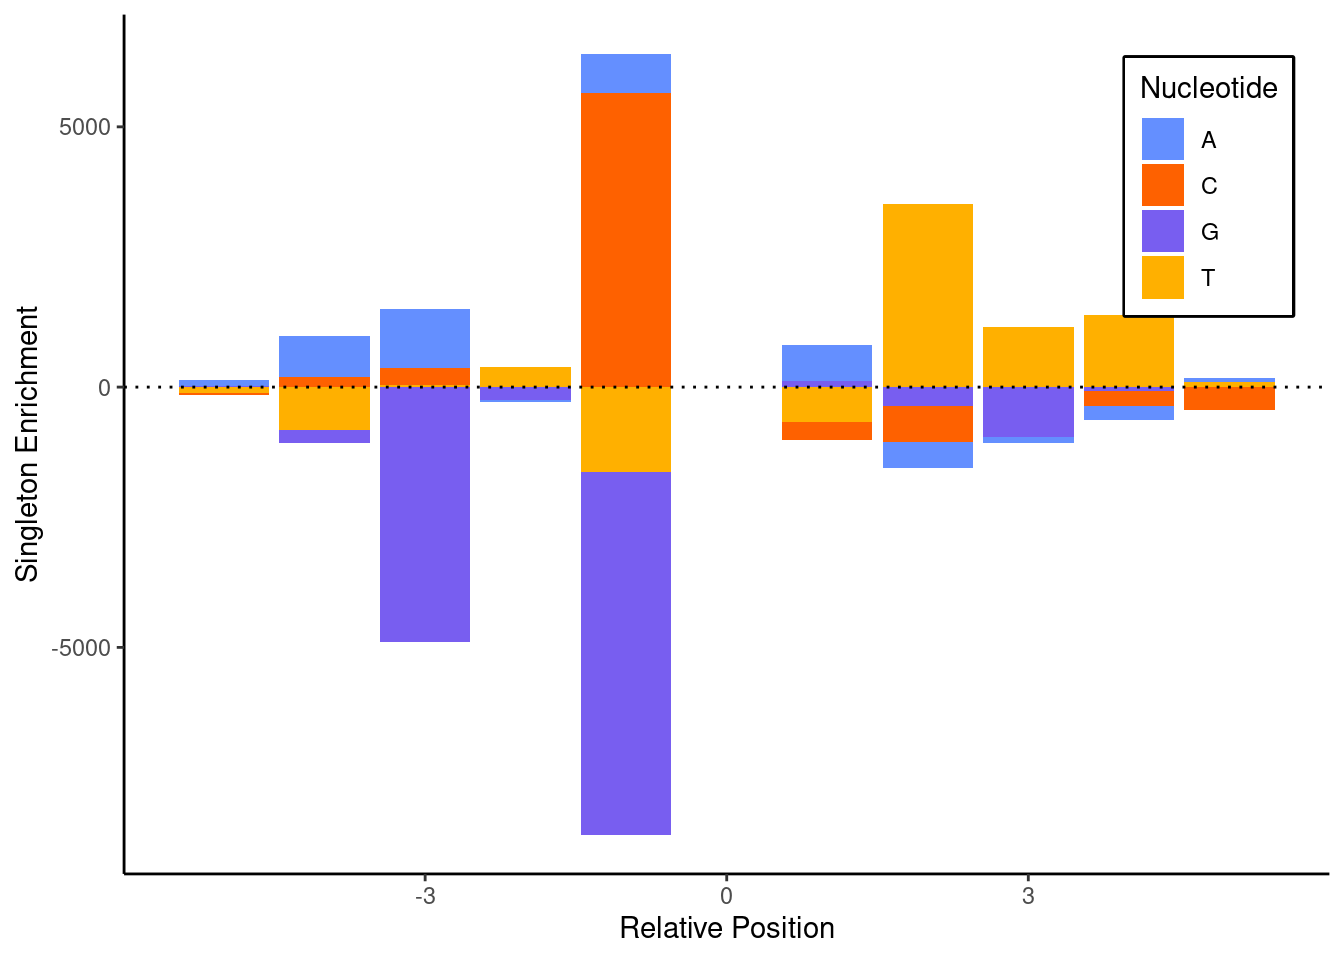 Nucleotide
A
C
G
T
5000
0
-5000
Singleton Enrichment
-3
0
3
Relative Position